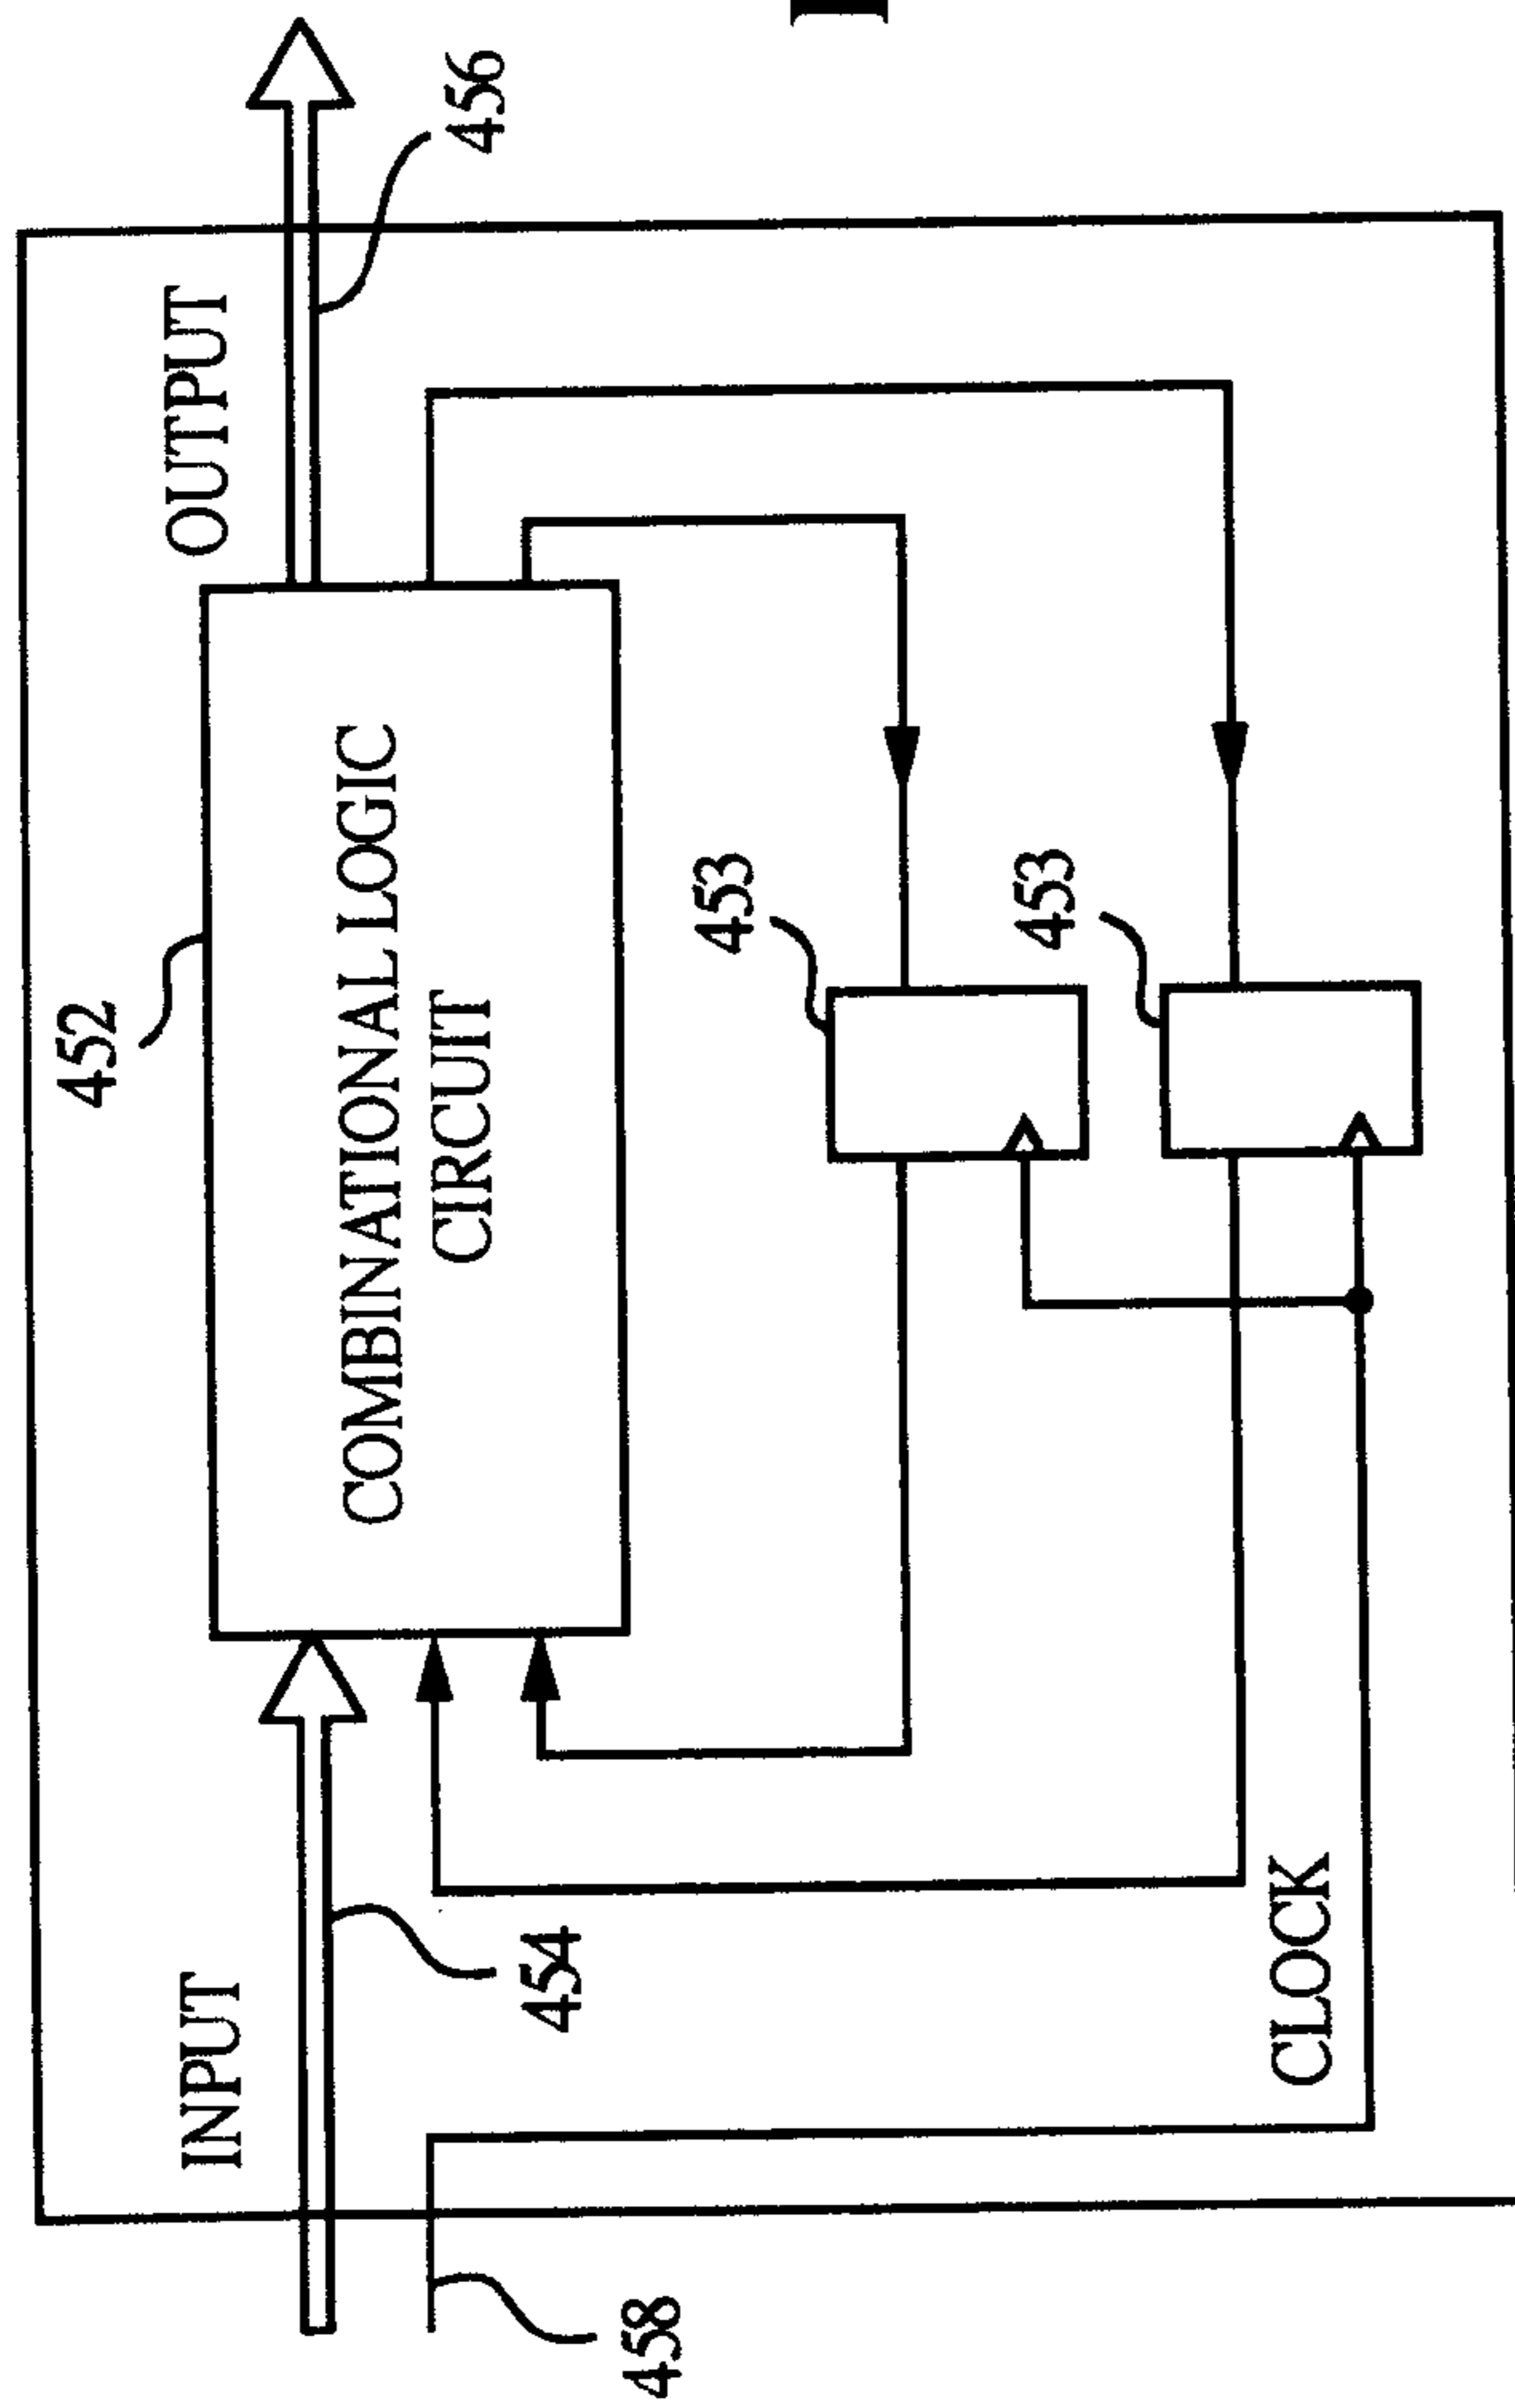 INPUT
OUTPUT
452
COMBINATIONAL LOGIC
CIRCUIT
454
456
458
453
453
CLOCK